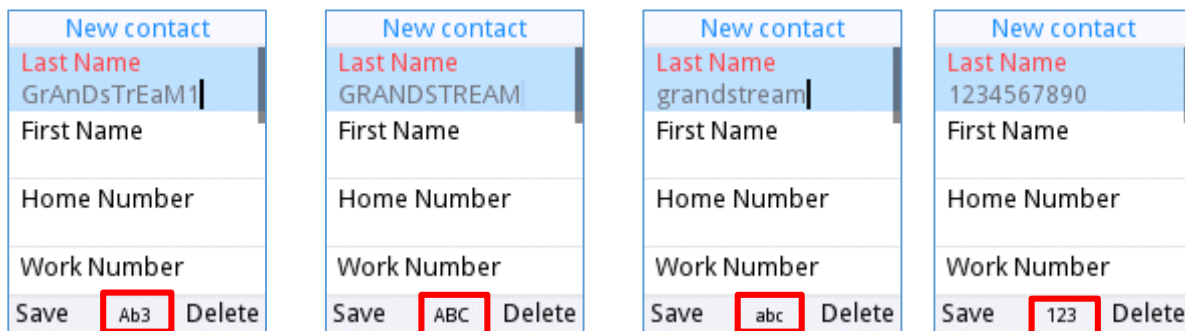 New contact
Last Name
GrAnDsTrEaM1
First Name
Home Number
Work Number
Save Ab3 Delete
New contact
Last Name
GRANDSTREAM
First Name
Home Number
Work Number
Save ABC Delete
New contact
Last Name
grandstream
First Name
Home Number
Work Number
Save abc Delete
New contact
Last Name
1234567890
First Name
Home Number
Work Number
Save 123 Delete